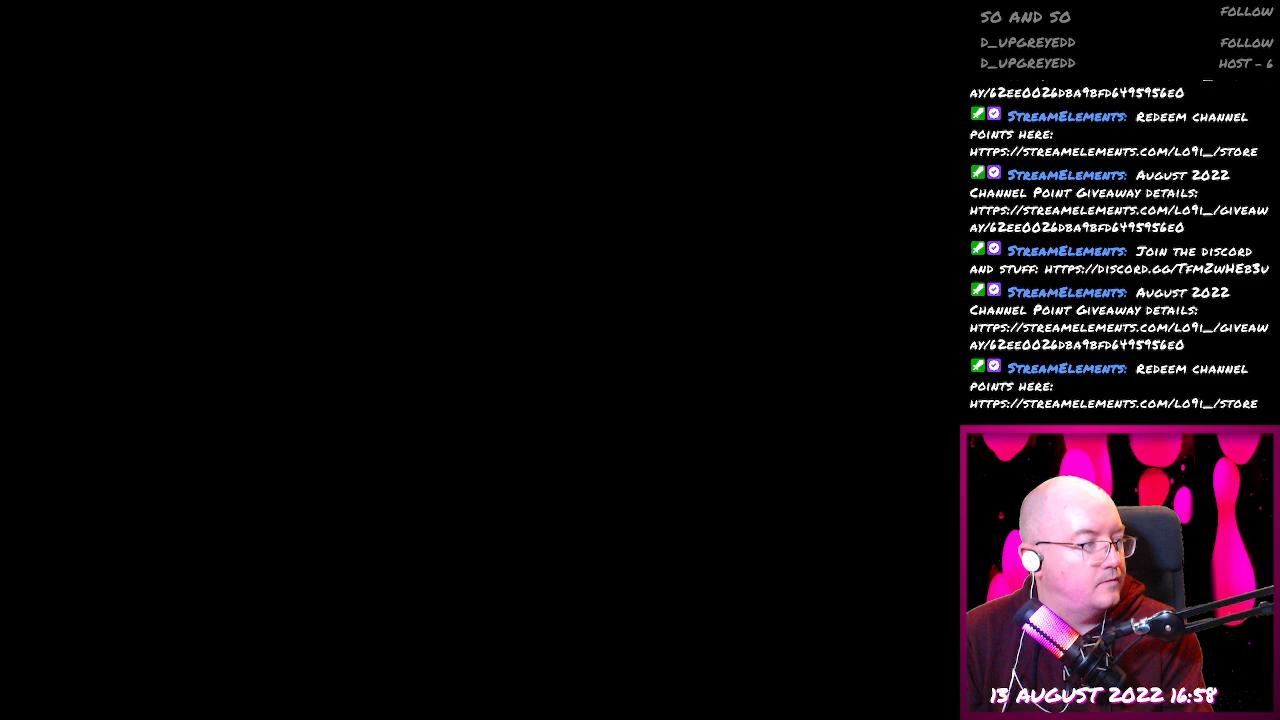 SO AND SO FOLLOW
D_UPGREYEDD FOLLOW
D_UPGREYEDD HOST - 6
AY/62EE0026DBA9BFD6495956E0
STREAMELEMENTS: REDEEM CHANNEL
POINTS HERE:
HTTPS://STREAMELEMENTS.COM/LO9I_/STORE
STREAMELEMENTS: AUGUST 2022
CHANNEL POINT GIVEAWAY DETAILS:
HTTPS://STREAMELEMENTS.COM/LO9I_/GIVEAW
AY/62EE0026DBA9BFD6495956E0
STREAMELEMENTS: JOIN THE DISCORD
AND STUFF: HTTPS://DISCORD.GG/TFMZWHEB3U
STREAMELEMENTS: AUGUST 2022
CHANNEL POINT GIVEAWAY DETAILS:
HTTPS://STREAMELEMENTS.COM/LO9I_/GIVEAW
AY/62EE0026DBA9BFD6495956E0
STREAMELEMENTS: REDEEM CHANNEL
POINTS HERE:
HTTPS://STREAMELEMENTS.COM/LO9I_/STORE
13 AUGUST 2022 16:58